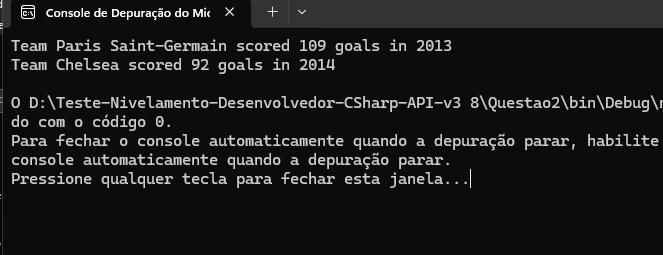 Console de Depuração do Mic
Team Paris Saint-Germain scored 109 goals in 2013
Team Chelsea scored 92 goals in 2014
O D:\Teste-Nivelamento-Desenvolvedor-CSharp-API-v3 8\Questao2\bin\Debug\
do com o código 0.
Para fechar o console automaticamente quando a depuração parar, habilite
console automaticamente quando a depuração parar.
Pressione qualquer tecla para fechar esta janela...